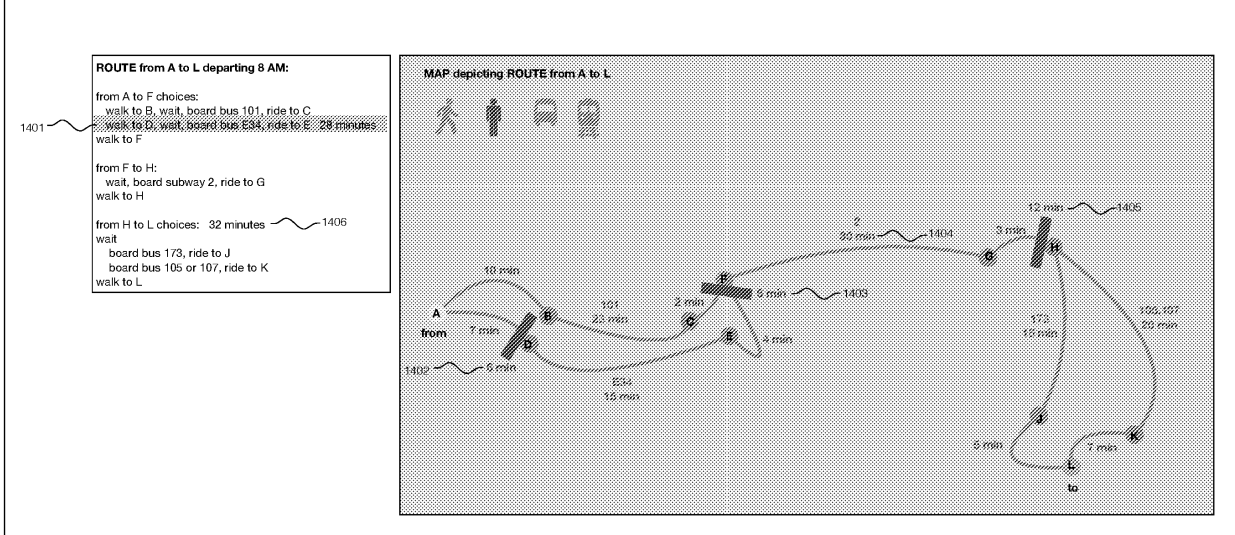 ROUTE from A to L departing 8 AM:
from A to F choices:
walk to B, wait, board bus 101, ride to C
1401
walk to D, wait, board bus E34, ride to E 28 minutes
walk to F
from F to H:
wait, board subway 2, ride to G
walk to H
from H to L choices: 32 minutes
1406
wait
board bus 173, ride to J
board bus 105 or 107, ride to K
walk to L
MAP depicting ROUTE from A to L
12 min
1405
2
30 min
1404
3 min
G
H
10 min
F
6 min
1403
A
from
7 min
B
101
23 min
2 min
C
D
E
4 min
1402
6 min
E34
15 min
173
15 min
105,107
20 min
J
K
5 min
7 min
L
to